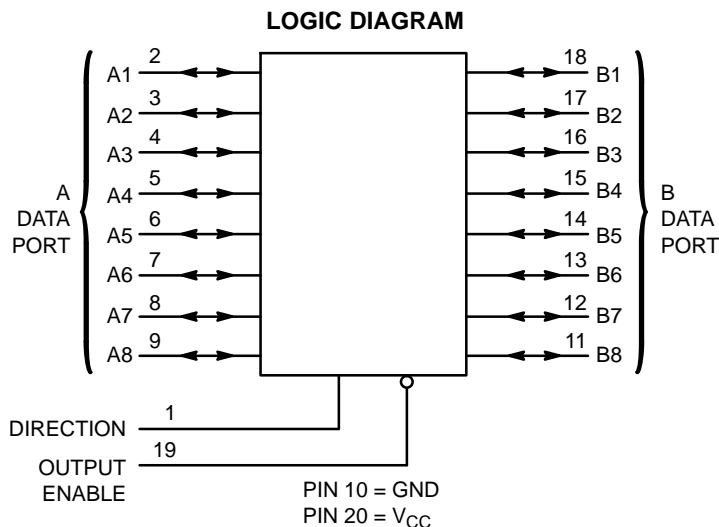 LOGIC DIAGRAM
A1 2 18 B1
A2 3 17 B2
A3 4 16 B3
A4 5 15 B4
A5 6 14 B5
A6 7 13 B6
A7 8 12 B7
A8 9 11 B8
A
DATA
PORT
B
DATA
PORT
DIRECTION 1
OUTPUT 19
ENABLE
PIN 10 = GND
PIN 20 = VCC